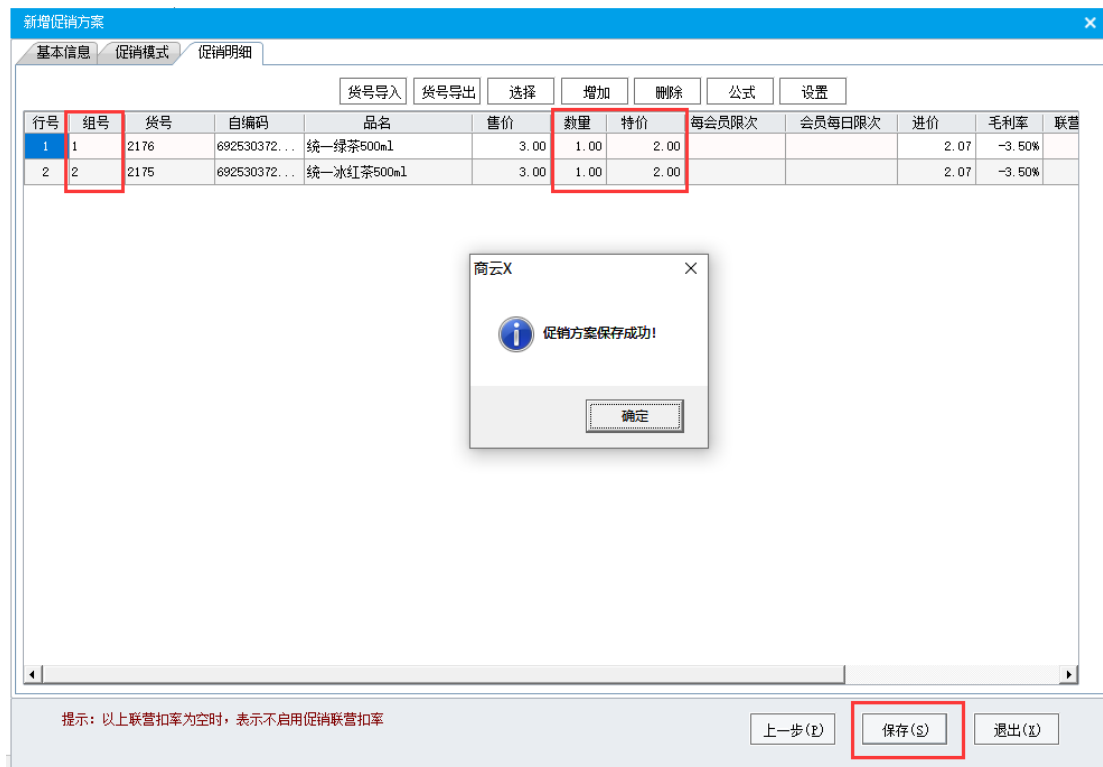 新增促销方案
基本信息 促销模式 促销明细
货号导入 货号导出 选择 增加 删除 公式 设置
行号 组号 货号 自编码 品名 售价 数量 特价 每会员限次 会员每日限次 进价 毛利率 联营
1 1 2176 692530372... 统一绿茶500ml 3.00 1.00 2.00 2.07 -3.50%
2 2 2175 692530372... 统一冰红茶500ml 3.00 1.00 2.00 2.07 -3.50%
商云X
促销方案保存成功!
确定
提示: 以上联营扣率为空时, 表示不启用促销联营扣率
上一步(P) 保存(S) 退出(X)